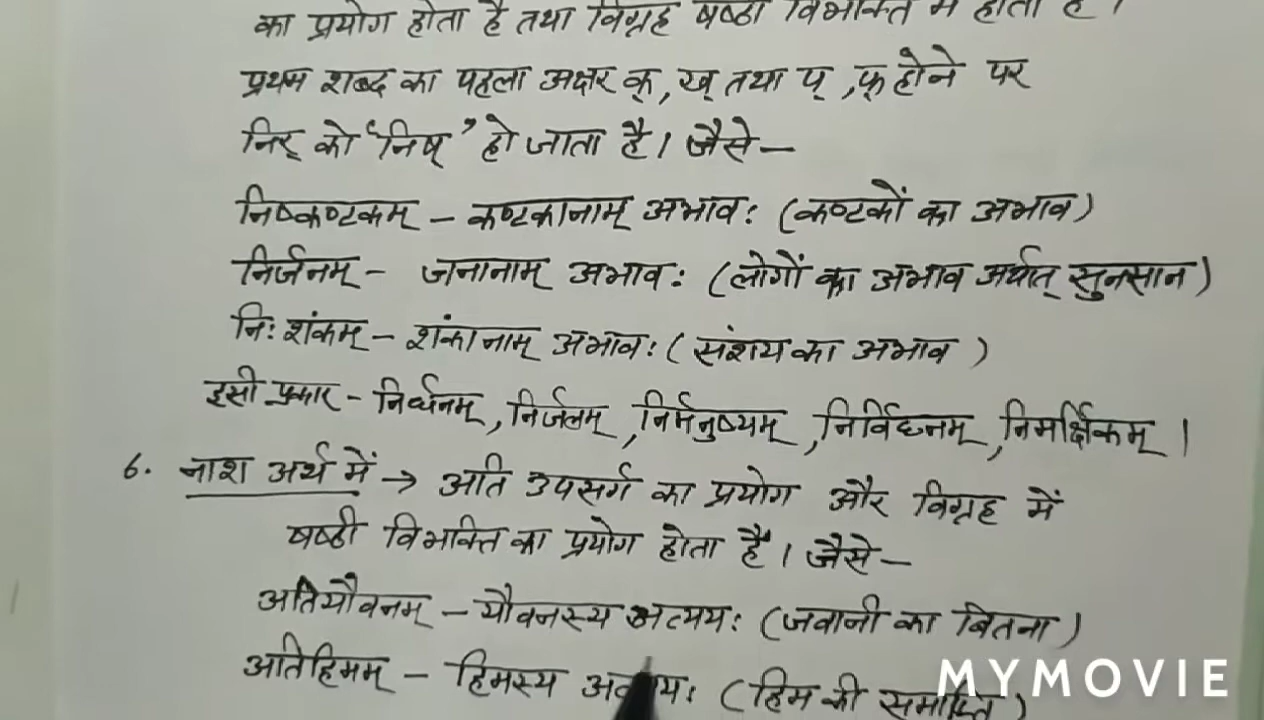 का प्रयोग होता है तथा विग्रह षष्ठी विभक्ति में होता है।
प्रथम शब्द का पहला अक्षर क्, ख् तथा प्, फ् होने पर
निर् को 'निष्' हो जाता है। जैसे–
निष्कण्टकम् – कण्टकानाम् अभावः (कण्टकों का अभाव)
निर्जनम् – जनानाम् अभावः (लोगों का अभाव अर्थात् सुनसान)
निः शंकम् – शंकानाम् अभावः (संशय का अभाव)
इसी प्रकार – निर्धनम्, निर्जलम्, निर्मनुष्यम्, निर्विघ्नम्, निमर्क्षिकम्।
6. नाश अर्थ में → अति उपसर्ग का प्रयोग और विग्रह में
षष्ठी विभक्ति का प्रयोग होता है। जैसे–
अतियौवनम् – यौवनस्य अत्ययः (जवानी का बितना)
अतिहिमम् – हिमस्य अत्ययः (हिम की समाप्ति)
MYMOVIE